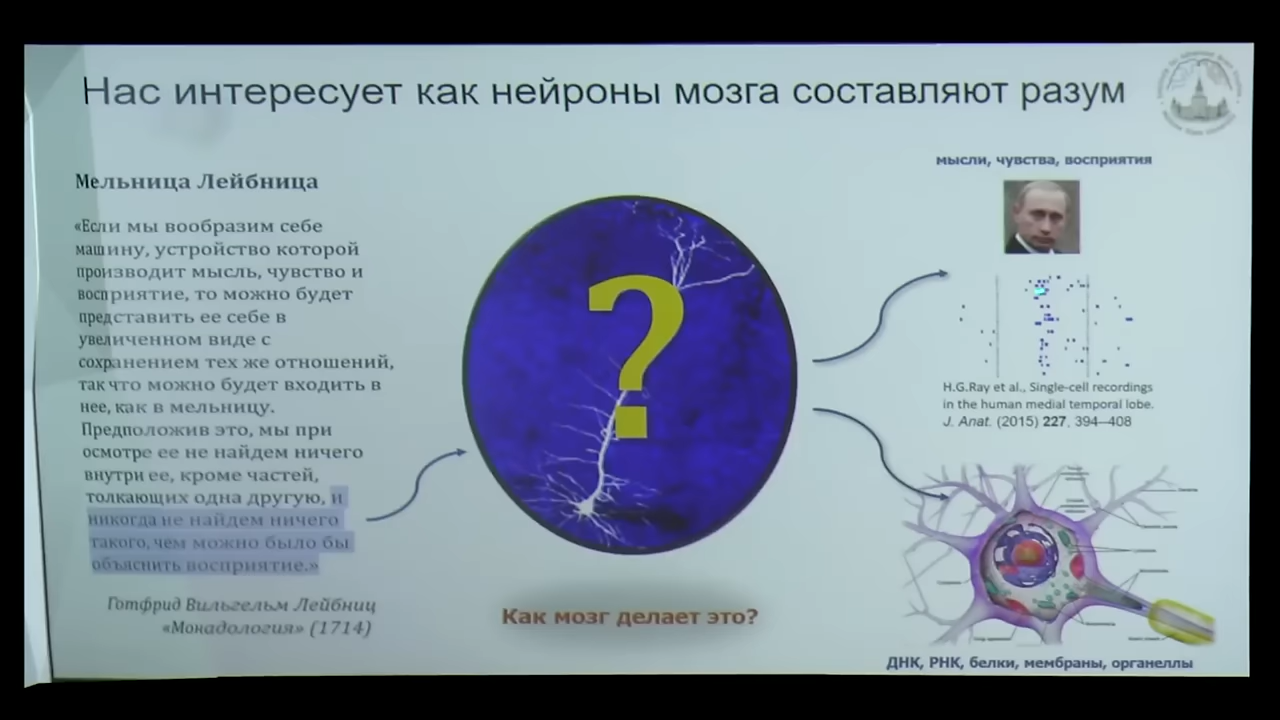 Нас интересует как нейроны мозга составляют разум
Мельница Лейбница
«Если мы вообразим себе
машину, устройство которой
производит мысль, чувство и
восприятие, то можно будет
представить ее себе в
увеличенном виде с
сохранением тех же отношений,
так что можно будет входить в
нее, как в мельницу.
Предположив это, мы при
осмотре ее не найдем ничего
внутри ее, кроме частей,
толкающих одна другую, и
никогда не найдем ничего
такого, чем можно было бы
объяснить восприятие.»
Готфрид Вильгельм Лейбниц
«Монадология» (1714)
?
Как мозг делает это?
мысли, чувства, восприятия
H.G.Ray et al., Single-cell recordings
in the human medial temporal lobe.
J. Anat. (2015) 227, 394–408
ДНК, РНК, белки, мембраны, органеллы